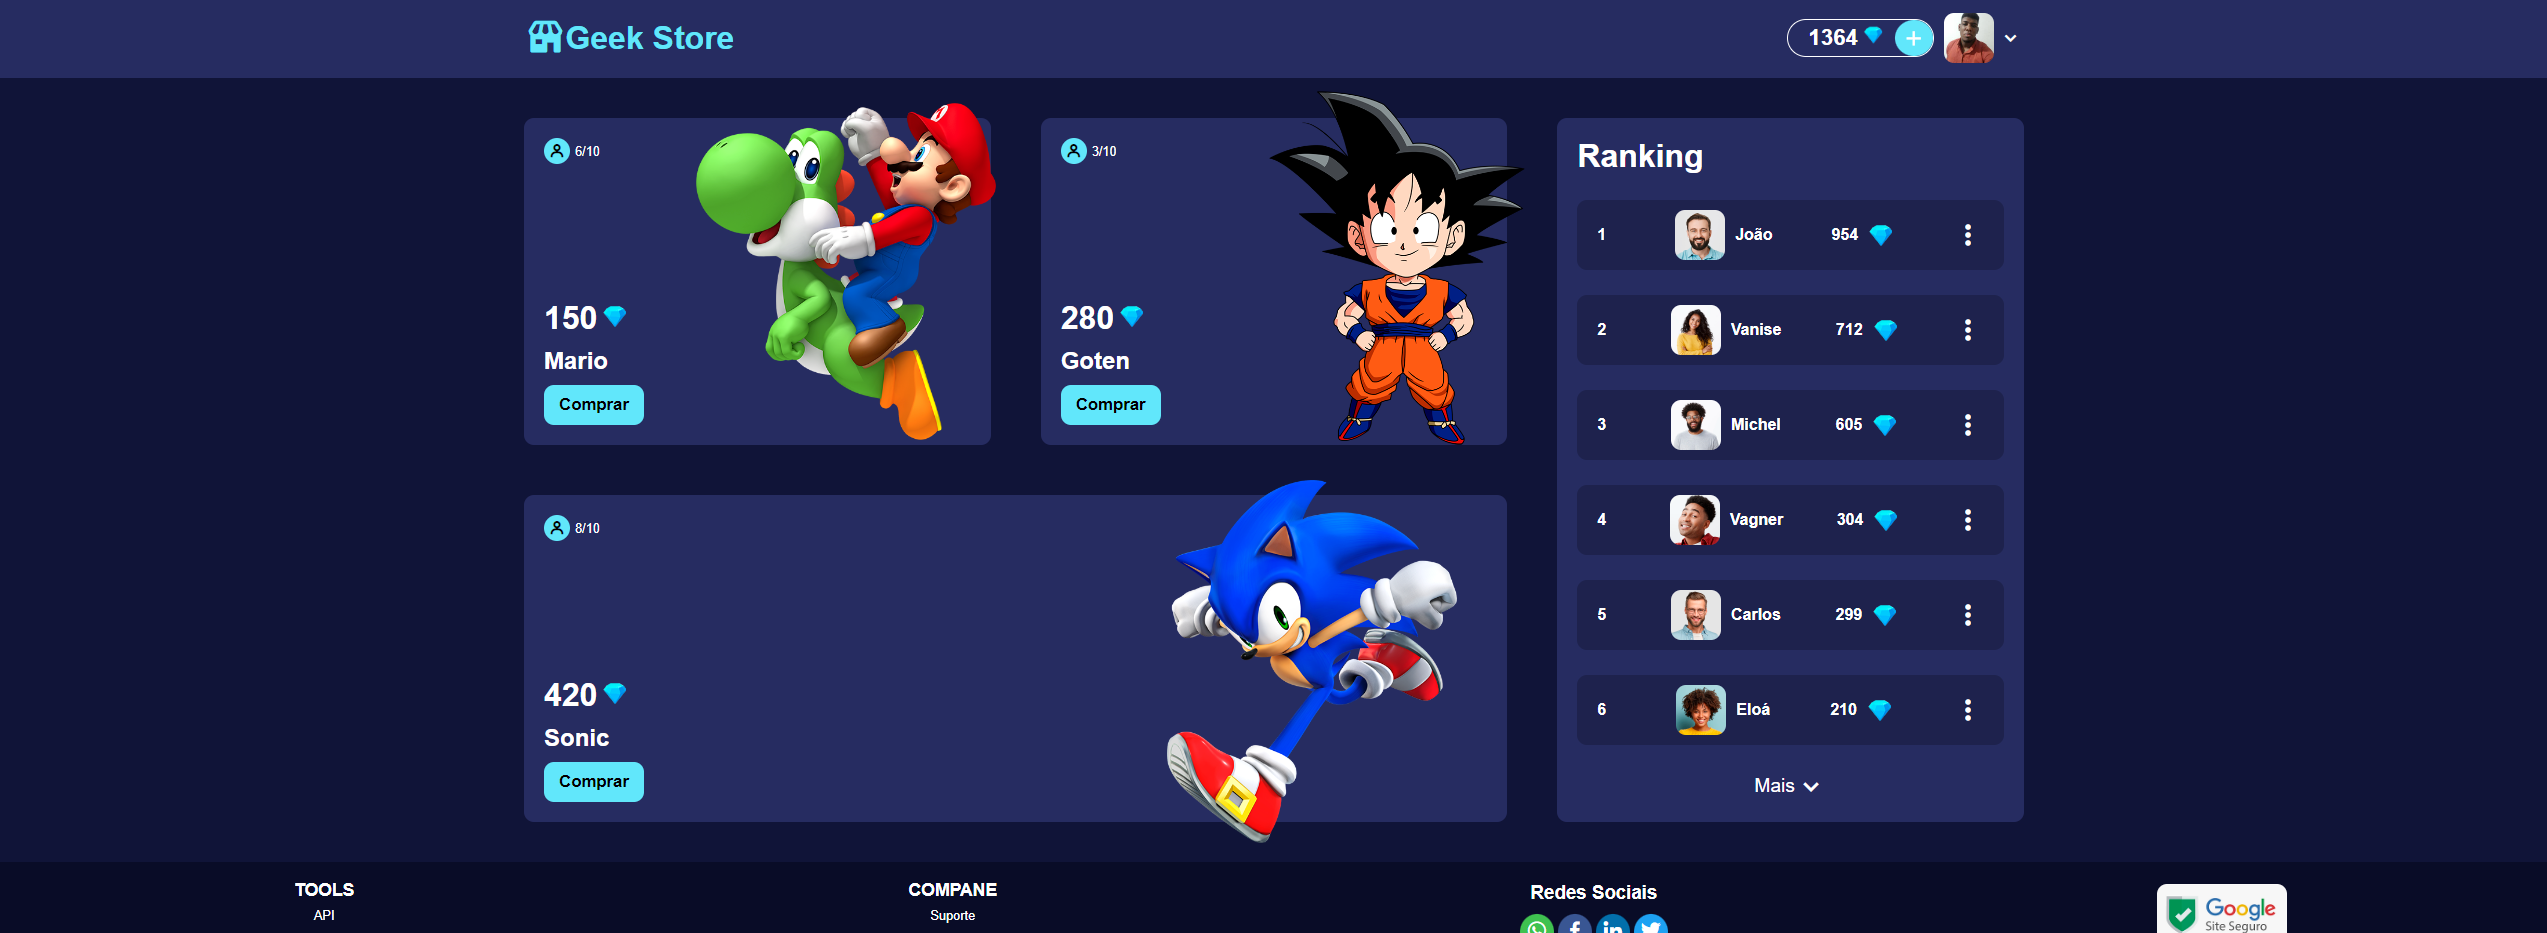 Geek Store
1364
6/10
150
Mario
Comprar
3/10
280
Goten
Comprar
8/10
420
Sonic
Comprar
Ranking
1 João 954
2 Vanise 712
3 Michel 605
4 Vagner 304
5 Carlos 299
6 Eloá 210
Mais
TOOLS
API
COMPANE
Suporte
Redes Sociais
Google
Site Seguro